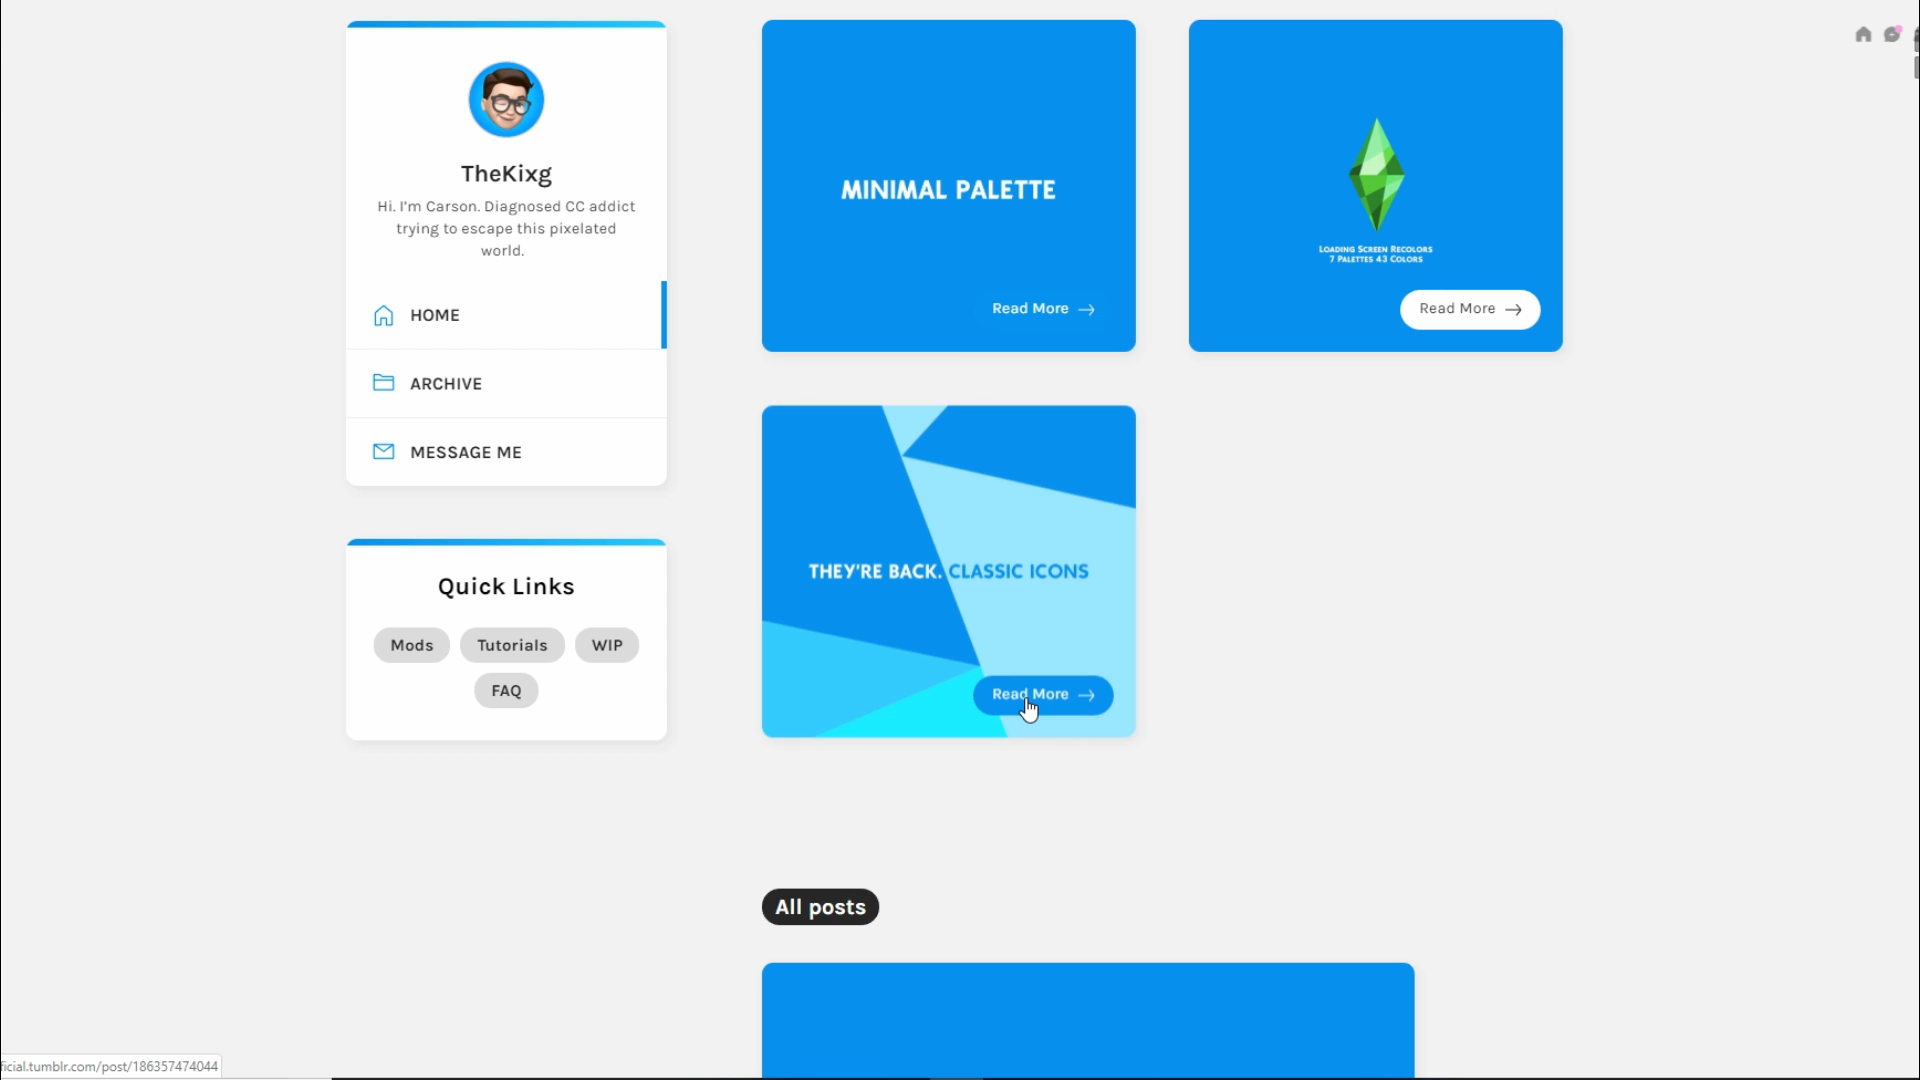 TheKixg
Hi. I'm Carson. Diagnosed CC addict
trying to escape this pixelated
world.
HOME
ARCHIVE
MESSAGE ME
Quick Links
Mods
Tutorials
WIP
FAQ
MINIMAL PALETTE
Read More
LOADING SCREEN RECOLORS
7 PALETTES 43 COLORS
Read More
THEY'RE BACK. CLASSIC ICONS
Read More
All posts
ficial.tumblr.com/post/186357474044